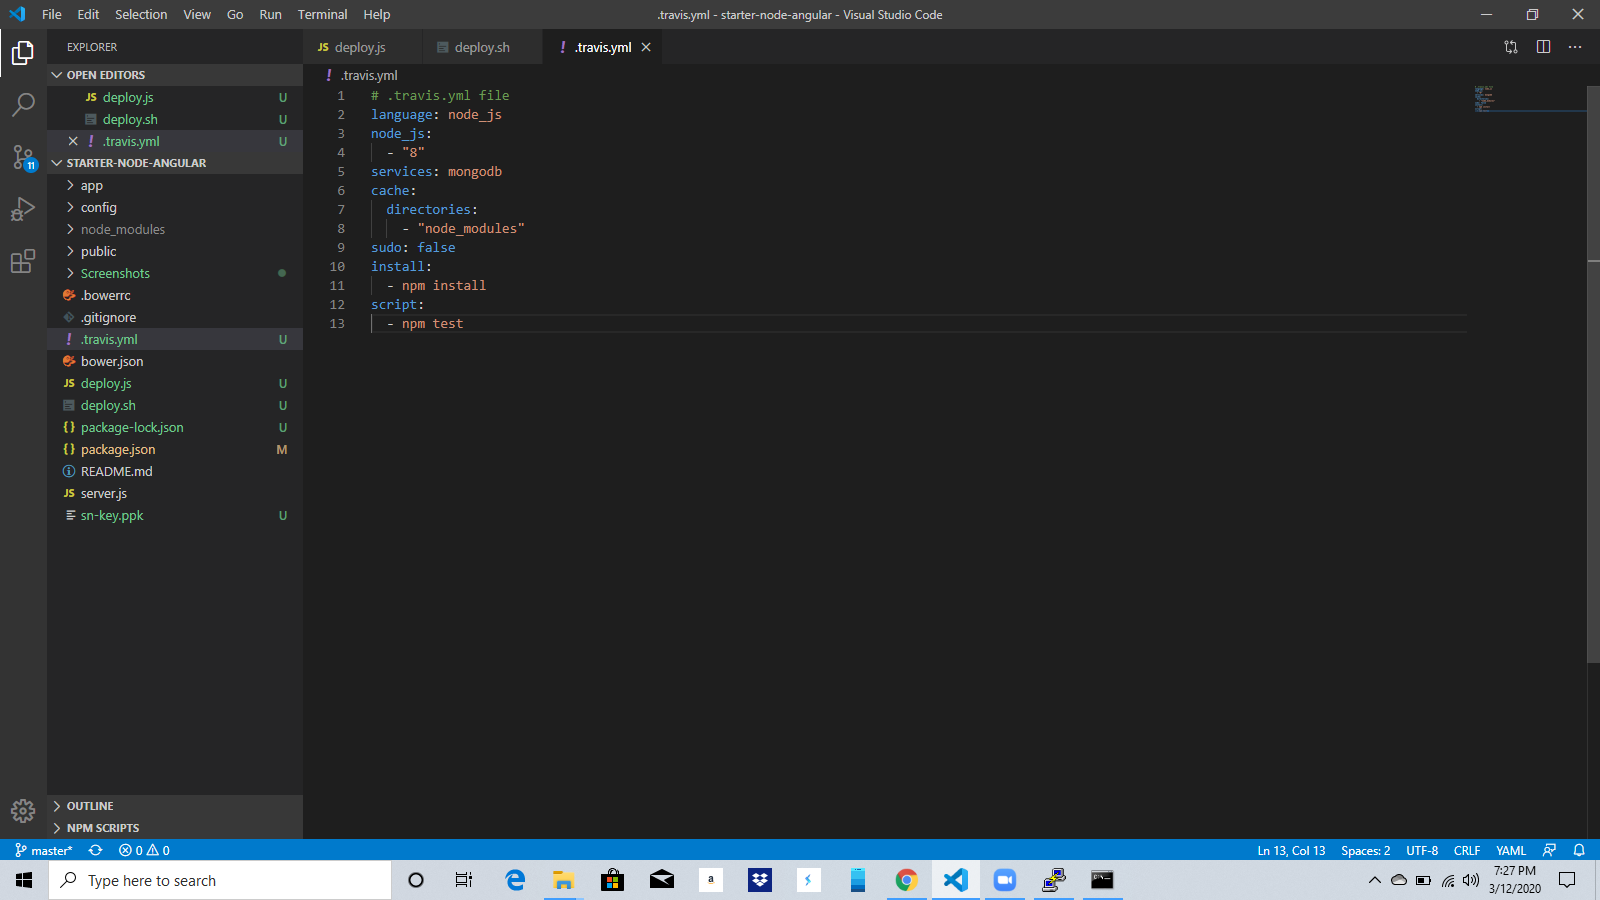 File Edit Selection View Go Run Terminal Help
.travis.yml - starter-node-angular - Visual Studio Code
EXPLORER
OPEN EDITORS
JS deploy.js U
deploy.sh U
! .travis.yml U
STARTER-NODE-ANGULAR
app
config
node_modules
public
Screenshots
.bowerrc
.gitignore
! .travis.yml U
bower.json
JS deploy.js U
deploy.sh U
{} package-lock.json U
{} package.json M
README.md
JS server.js
sn-key.ppk U
OUTLINE
NPM SCRIPTS
11
JS deploy.js
deploy.sh
! .travis.yml
! .travis.yml
1 # .travis.yml file
2 language: node_js
3 node_js:
4 - "8"
5 services: mongodb
6 cache:
7 directories:
8 - "node_modules"
9 sudo: false
10 install:
11 - npm install
12 script:
13 - npm test
master* 0 0
Ln 13, Col 13 Spaces: 2 UTF-8 CRLF YAML
Type here to search
a
7:27 PM
3/12/2020